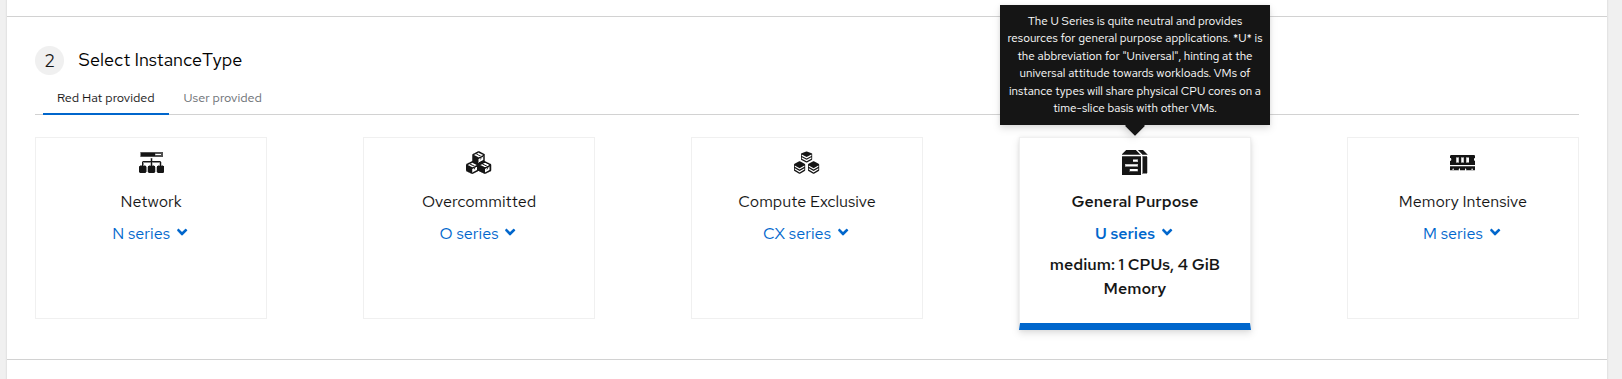 The U Series is quite neutral and provides
resources for general purpose applications. *U* is
the abbreviation for "Universal", hinting at the
universal attitude towards workloads. VMs of
instance types will share physical CPU cores on a
time-slice basis with other VMs.
2 Select InstanceType
Red Hat provided User provided
Network
N series
Overcommitted
O series
Compute Exclusive
CX series
General Purpose
U series
medium: 1 CPUs, 4 GiB
Memory
Memory Intensive
M series